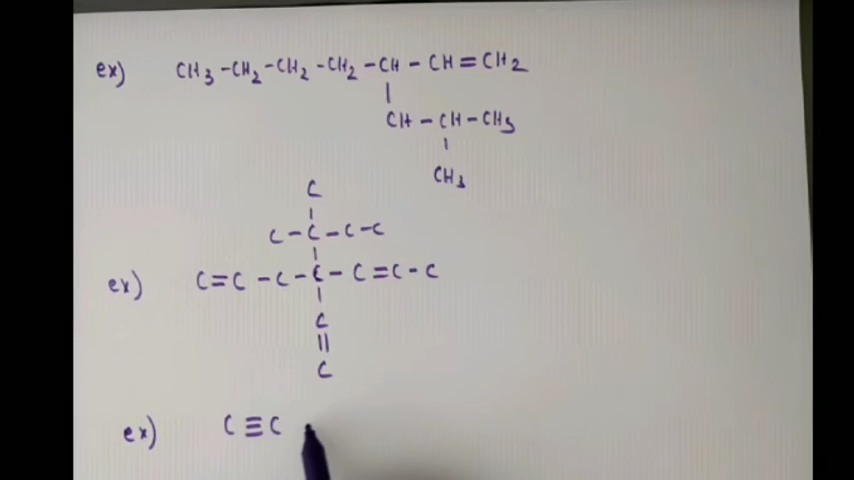 ex) CH3 -CH2 -CH2 -CH2 -CH - CH = CH2
|
CH - CH - CH3
|
CH3
C
|
C - C - C - C
|
ex) C = C - C - C - C = C - C
|
C
||
C
ex) C ≡ C